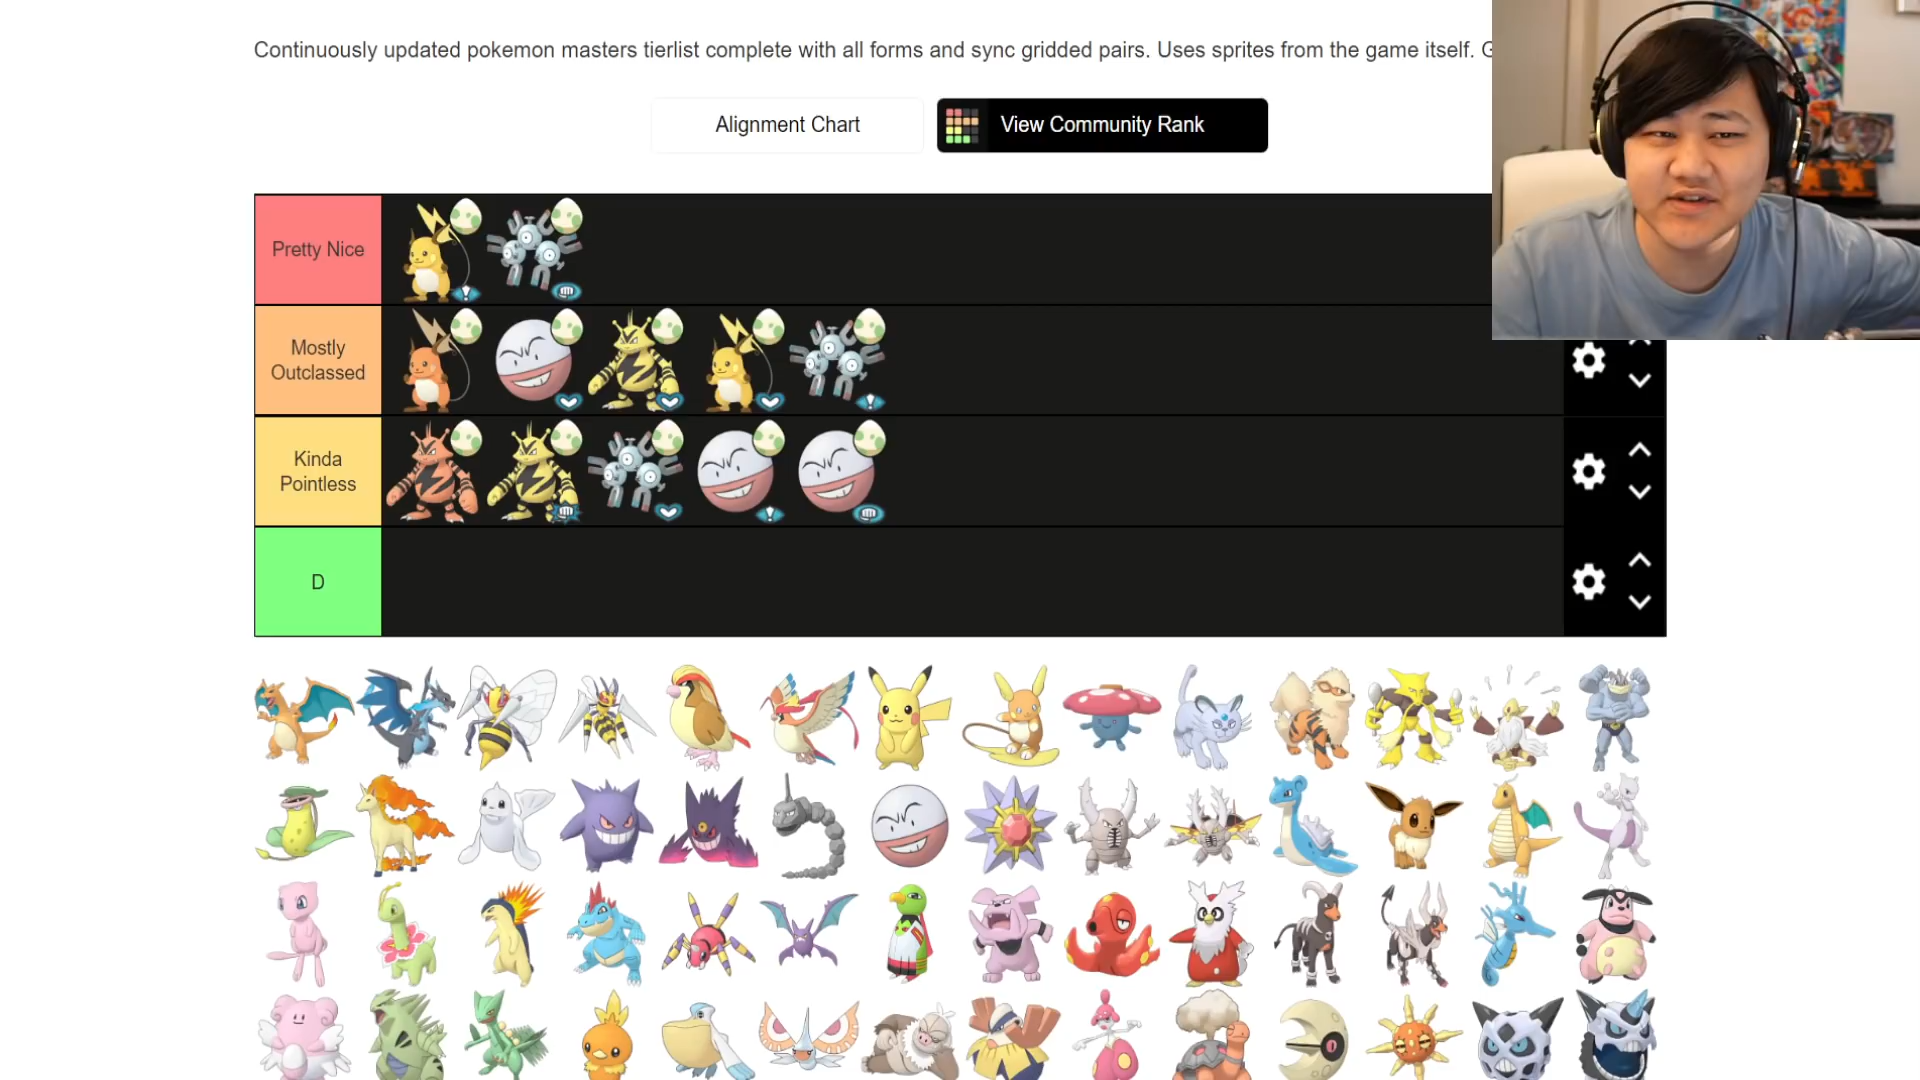 Continuously updated pokemon masters tierlist complete with all forms and sync gridded pairs. Uses sprites from the game itself. G
Alignment Chart
View Community Rank
Pretty Nice
Mostly
Outclassed
Kinda
Pointless
D